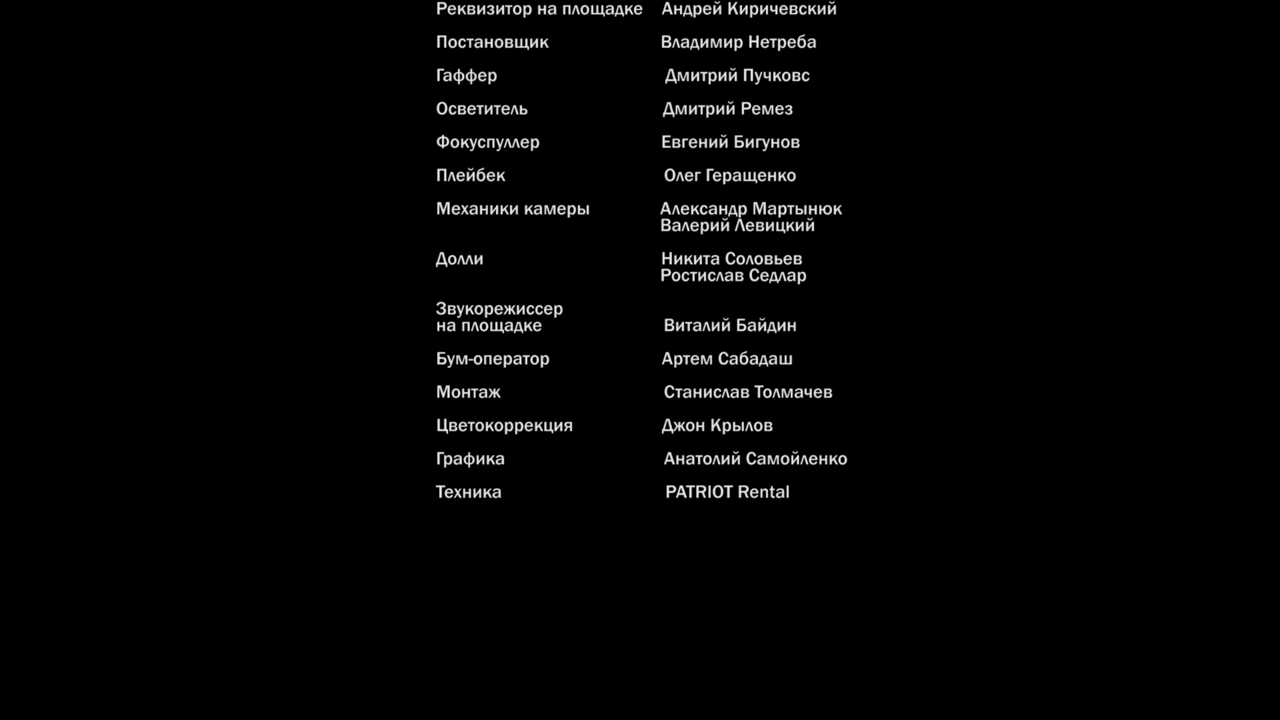 Реквизитор на площадке Андрей Киричевский
Постановщик Владимир Нетреба
Гаффер Дмитрий Пучковс
Осветитель Дмитрий Ремез
Фокуспуллер Евгений Бигунов
Плейбек Олег Геращенко
Механики камеры Александр Мартынюк
Валерий Левицкий
Долли Никита Соловьев
Ростислав Седлар
Звукорежиссер
на площадке Виталий Байдин
Бум-оператор Артем Сабадаш
Монтаж Станислав Толмачев
Цветокоррекция Джон Крылов
Графика Анатолий Самойленко
Техника PATRIOT Rental